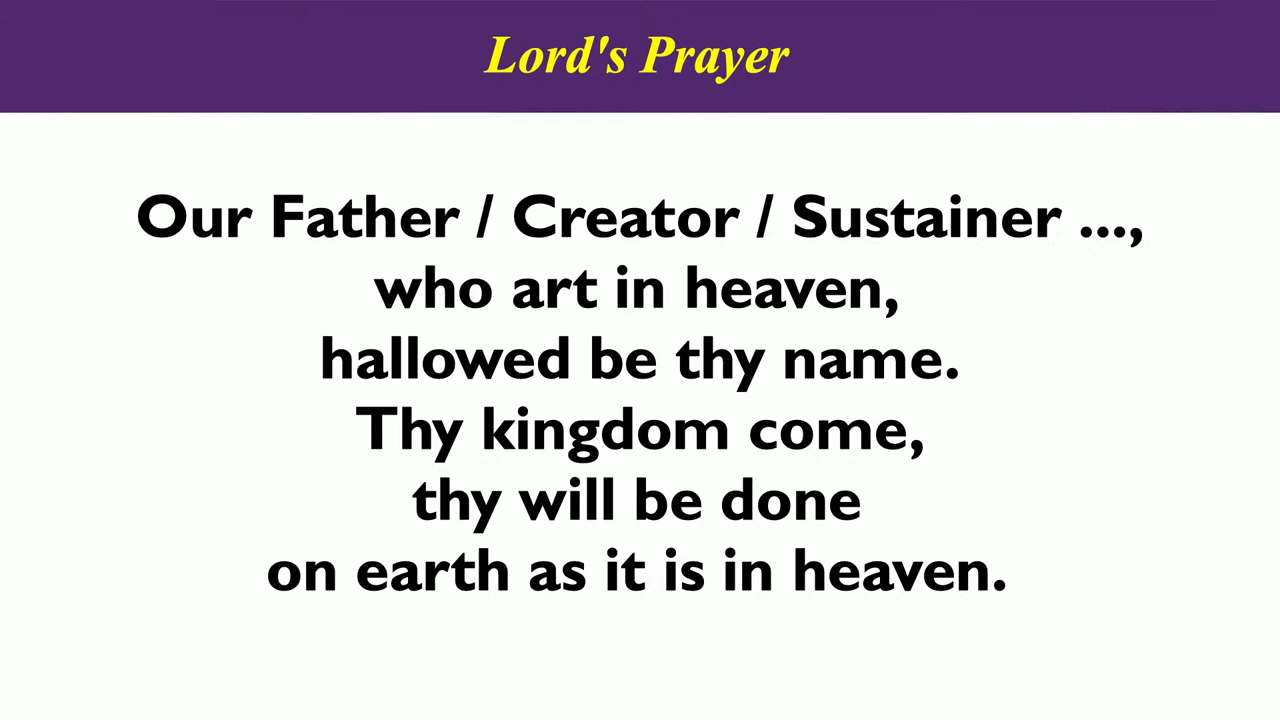 Lord's Prayer
Our Father / Creator / Sustainer ...,
who art in heaven,
hallowed be thy name.
Thy kingdom come,
thy will be done
on earth as it is in heaven.